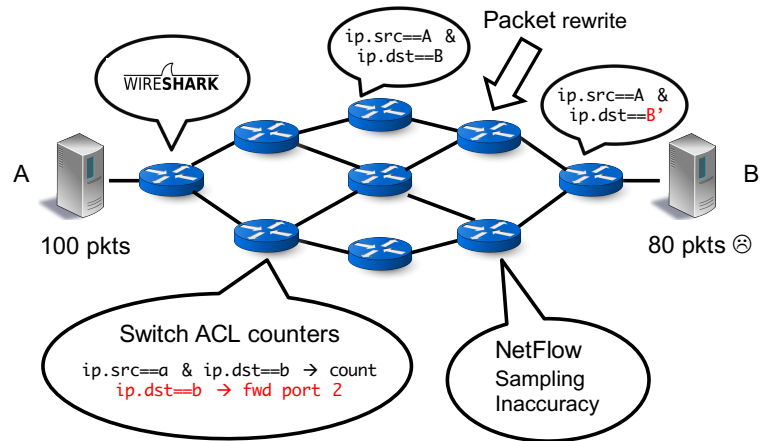 Packet rewrite
ip.src==A &
ip.dst==B
WIRESHARK
ip.src==A &
ip.dst==B’
A
B
100 pkts
80 pkts ☹
Switch ACL counters
ip.src==a & ip.dst==b → count
ip.dst==b → fwd port 2
NetFlow
Sampling
Inaccuracy